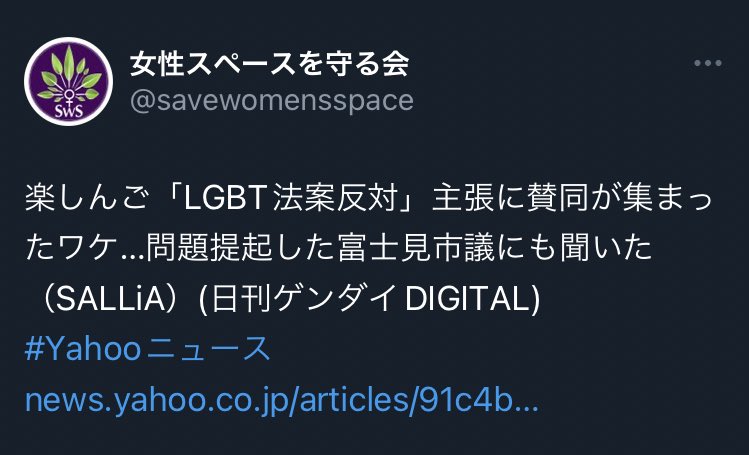 女性スペースを守る会
@savewomensspace
SWS
楽しんご「LGBT法案反対」主張に賛同が集まっ
たワケ...問題提起した富士見市議にも聞いた
（SALLiA）(日刊ゲンダイDIGITAL)
#Yahooニュース
news.yahoo.co.jp/articles/91c4b...